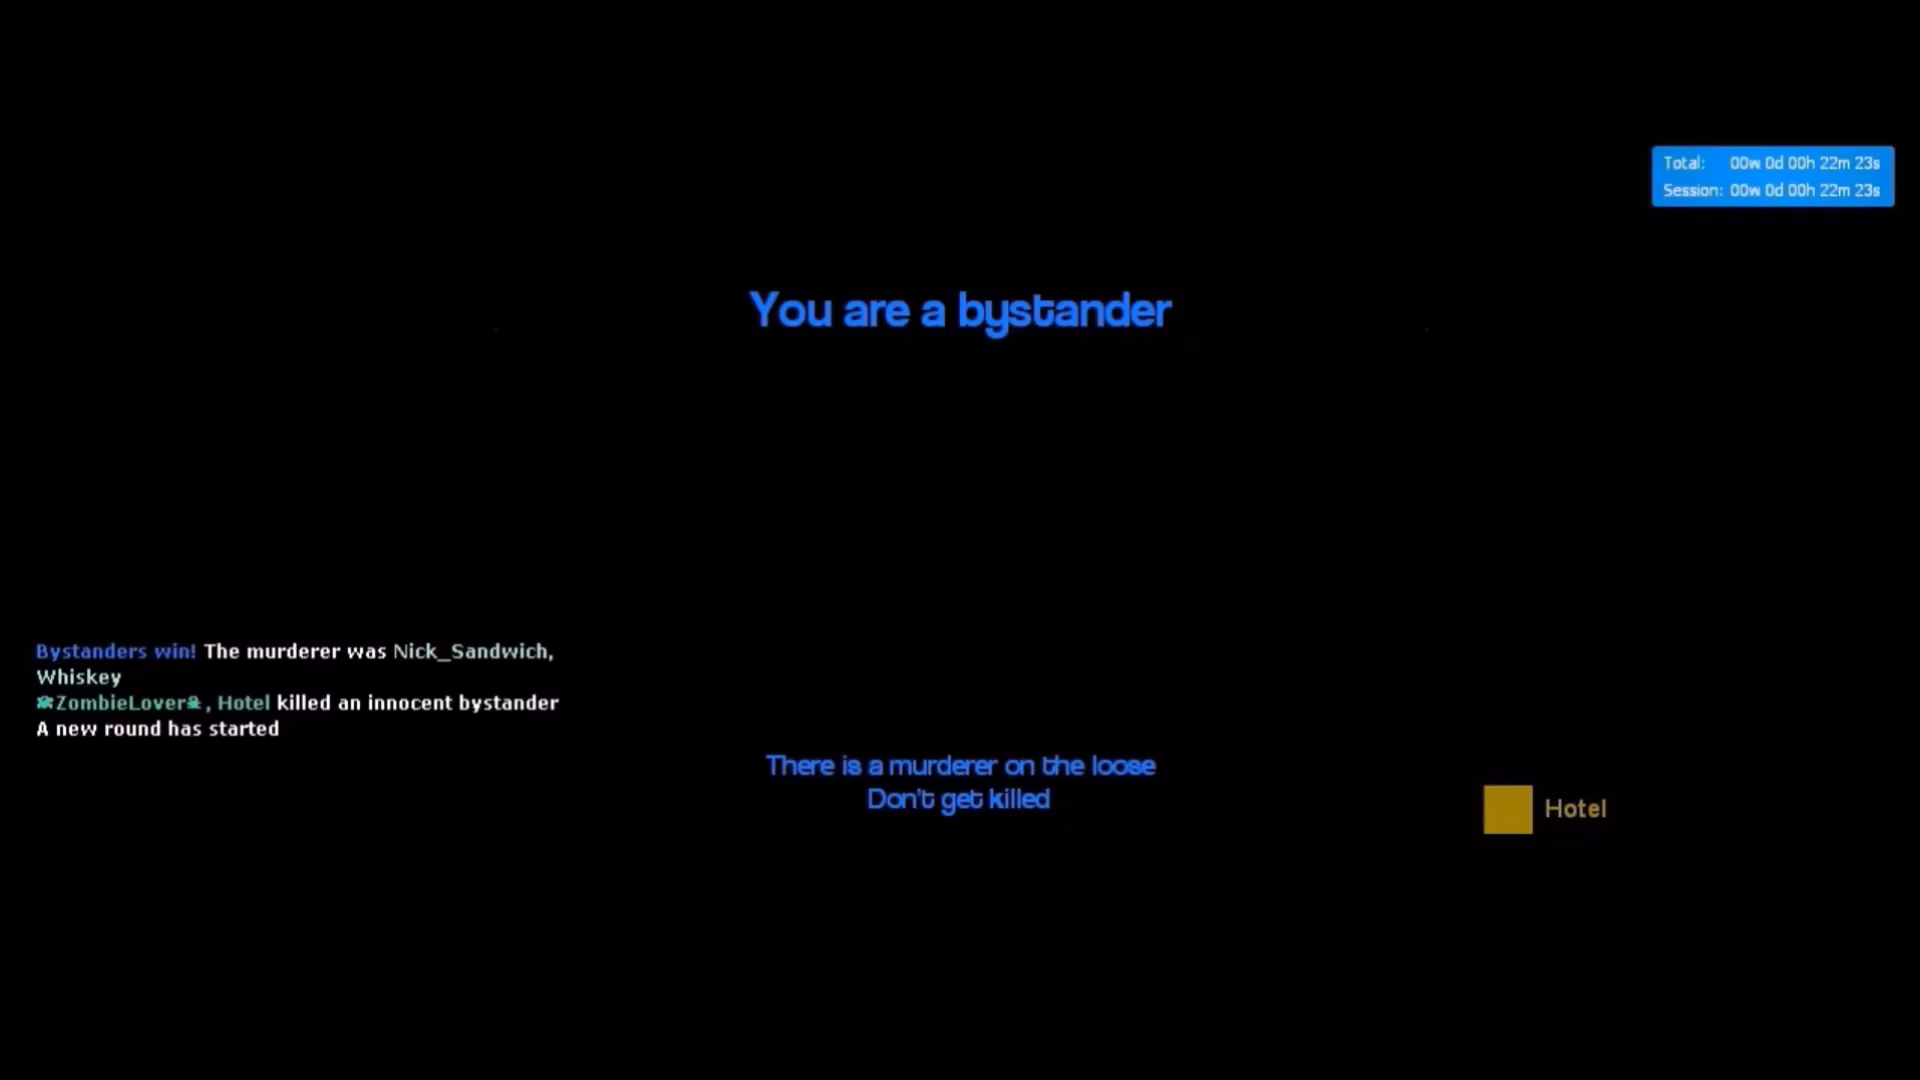 Total: 00w 0d 00h 22m 23s
Session: 00w 0d 00h 22m 23s
You are a bystander
Bystanders win! The murderer was Nick_Sandwich,
Whiskey
ZombieLover, Hotel killed an innocent bystander
A new round has started
There is a murderer on the loose
Don't get killed
Hotel